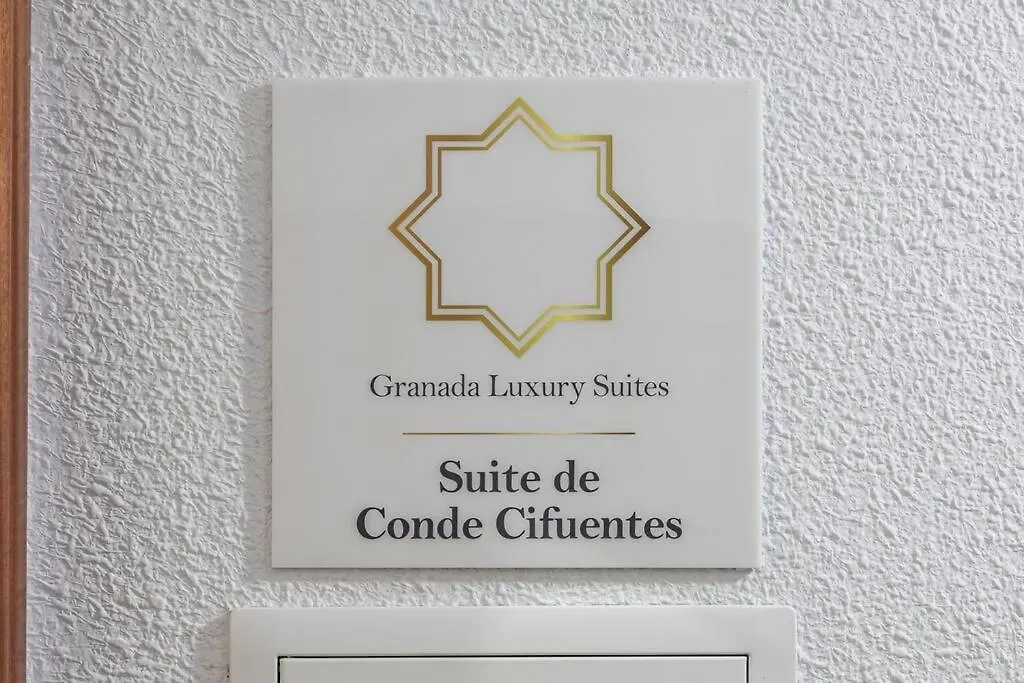 Granada Luxury Suites
Suite de
Conde Cifuentes